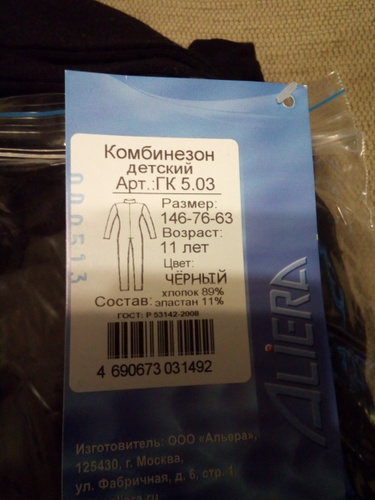 Комбинезон
детский
Арт.:ГК 5.03
Размер:
146-76-63
Возраст:
11 лет
Цвет:
ЧЁРНЫЙ
Состав: хлопок 89%
эластан 11%
ГОСТ: Р 53142-2008
4 690673 031492
000513
ALIERA
Изготовитель: ООО «Альера»,
125430, г. Москва,
ул. Фабричная, д. 6, стр. 1